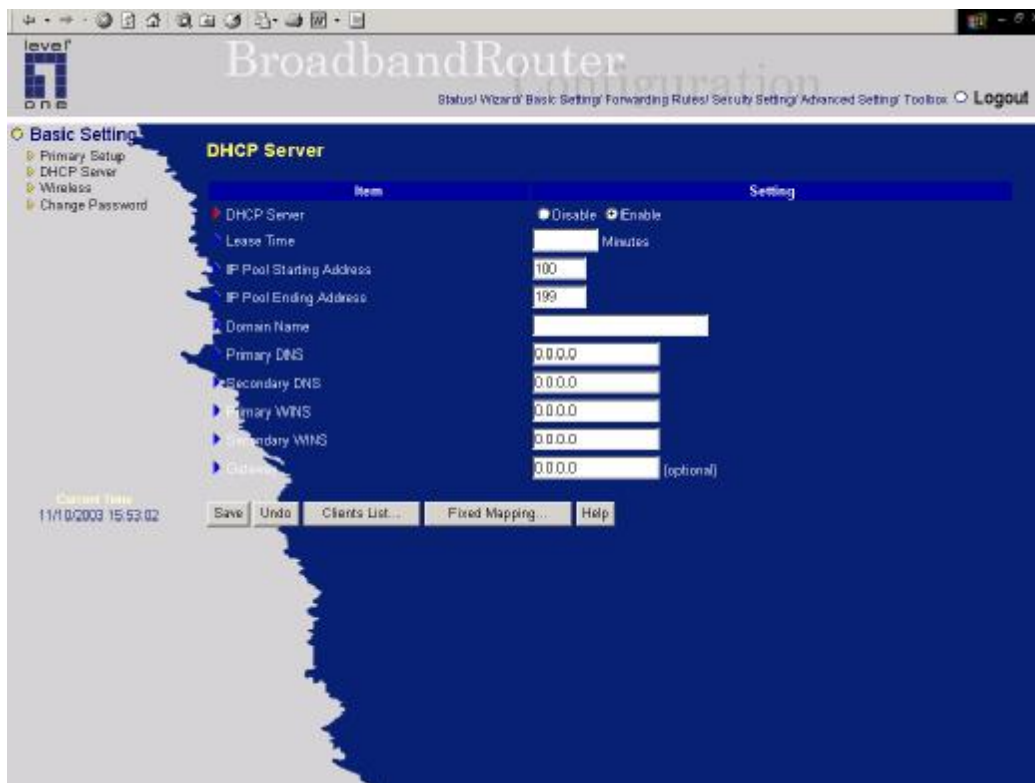 level
one
BroadbandRouter
Configuration
Status/ Wizard/ Basic Setting/ Forwarding Rules/ Security Setting/ Advanced Setting/ Toolbox Logout
Basic Setting
Primary Setup
DHCP Server
Wireless
Change Password
DHCP Server
Item Setting
DHCP Server Disable Enable
Lease Time Minutes
IP Pool Starting Address 100
IP Pool Ending Address 199
Domain Name
Primary DNS 0.0.0.0
Secondary DNS 0.0.0.0
Primary WINS 0.0.0.0
Secondary WINS 0.0.0.0
Gateway 0.0.0.0 (optional)
Current Time
11/10/2003 15:53:02
Save Undo Clients List... Fixed Mapping... Help